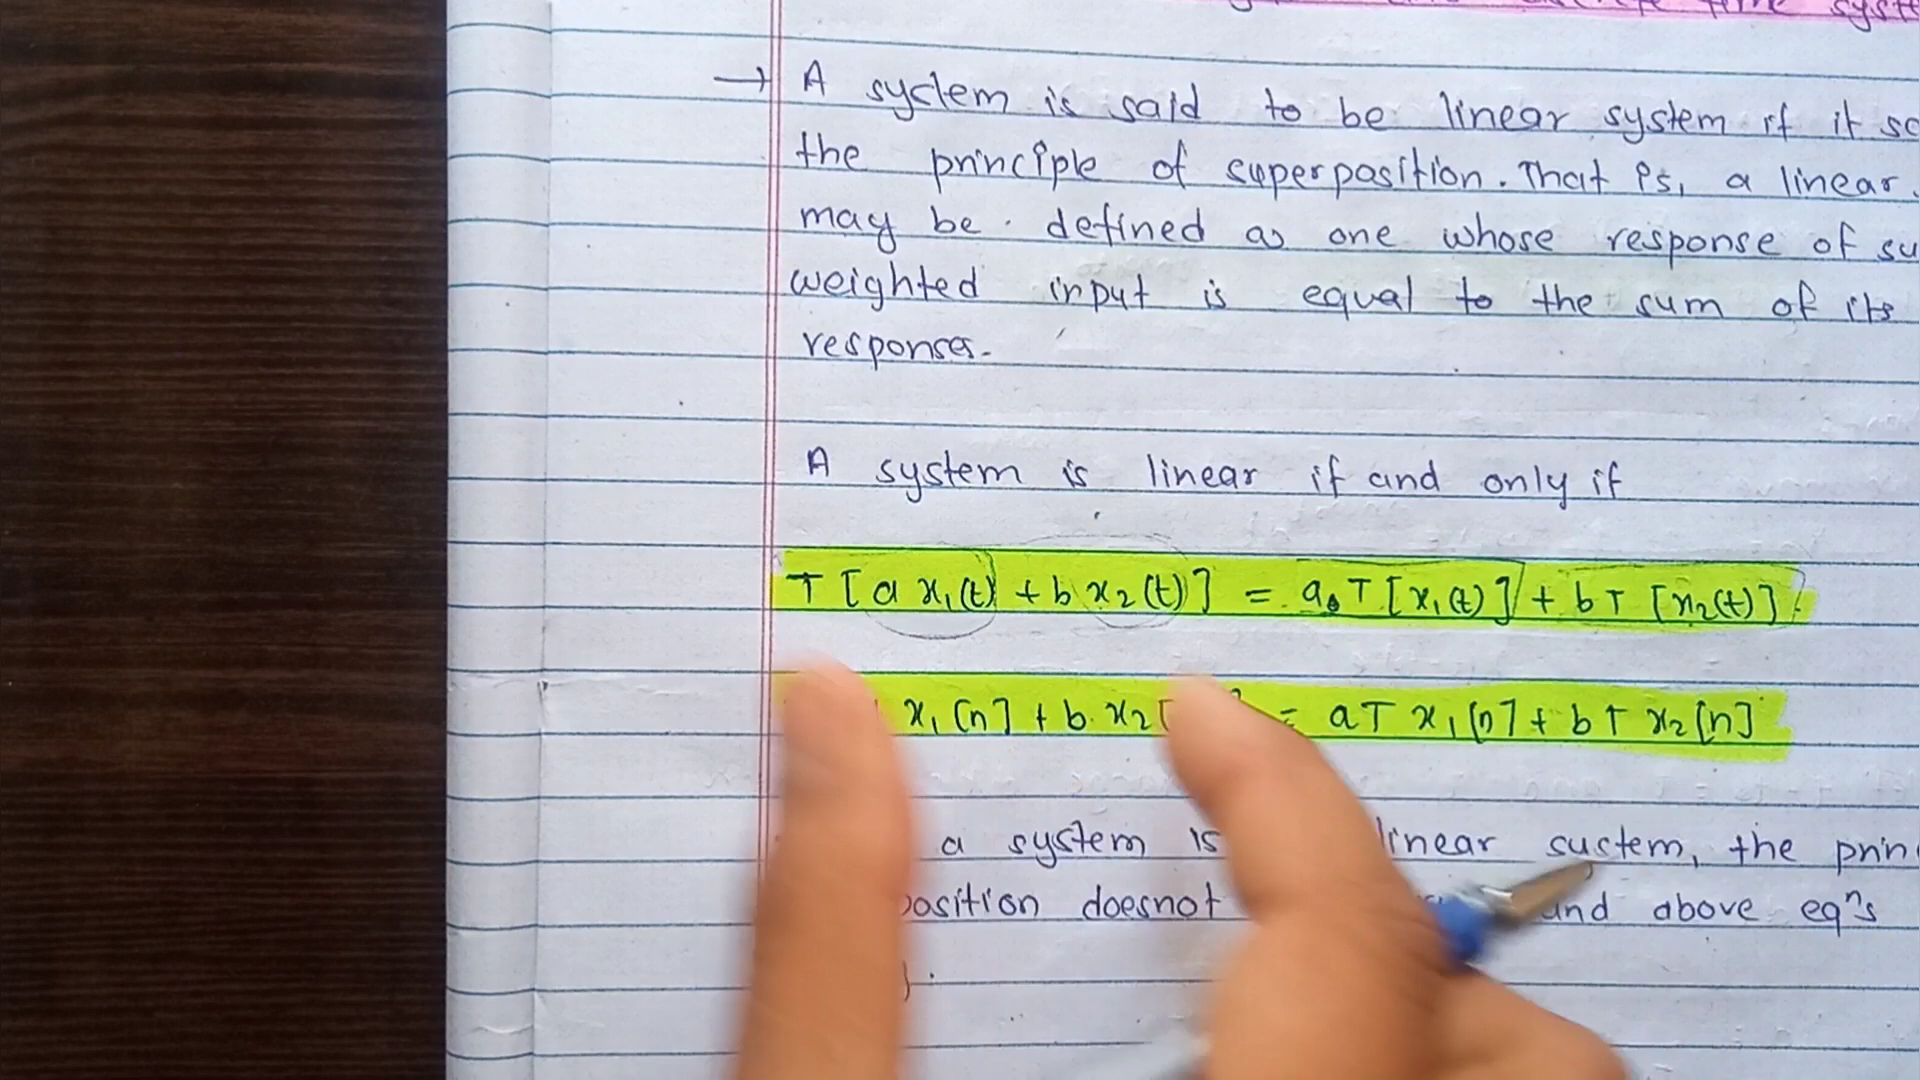 time syste
→ A system is said to be linear system if it sa
the principle of superposition. That is, a linear
may be defined as one whose response of su
weighted input is equal to the sum of its
responses.
A system is linear if and only if
T [a x₁(t) + b x₂(t)] = a T [x₁(t)] + b T [x₂(t)]
x₁[n] + b x₂[ = a T x₁[n] + b T x₂[n]
a system is linear system, the prin
position doesnot and above eqⁿs